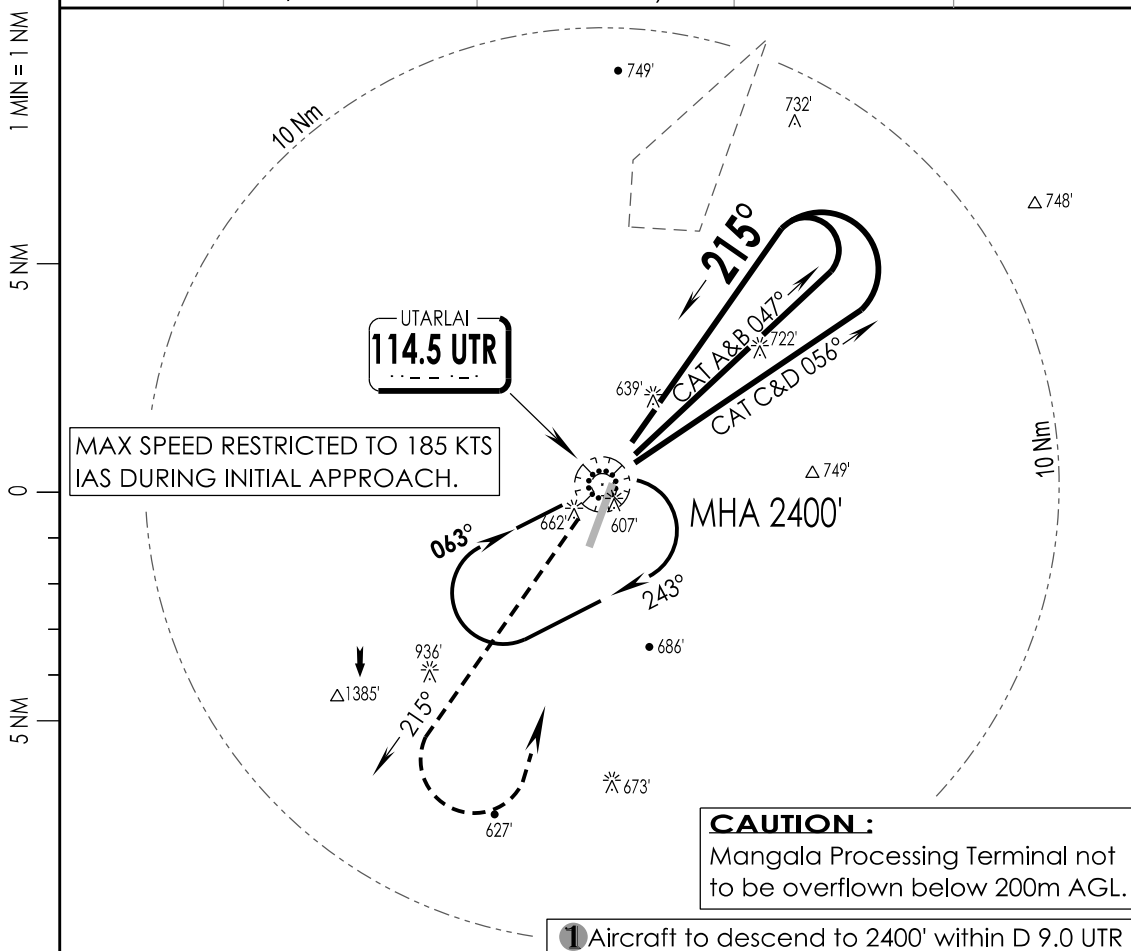 1 MIN = 1 NM
10 Nm
749'
732'
748'
5 NM
215°
UTARLAI
114.5 UTR
CAT A&B 047°
722'
639'
CAT C&D 056°
MAX SPEED RESTRICTED TO 185 KTS
IAS DURING INITIAL APPROACH.
0
749'
10 Nm
662'
607'
MHA 2400'
063°
243°
686'
936'
1385'
215°
5 NM
673'
627'
CAUTION :
Mangala Processing Terminal not
to be overflown below 200m AGL.
1 Aircraft to descend to 2400' within D 9.0 UTR